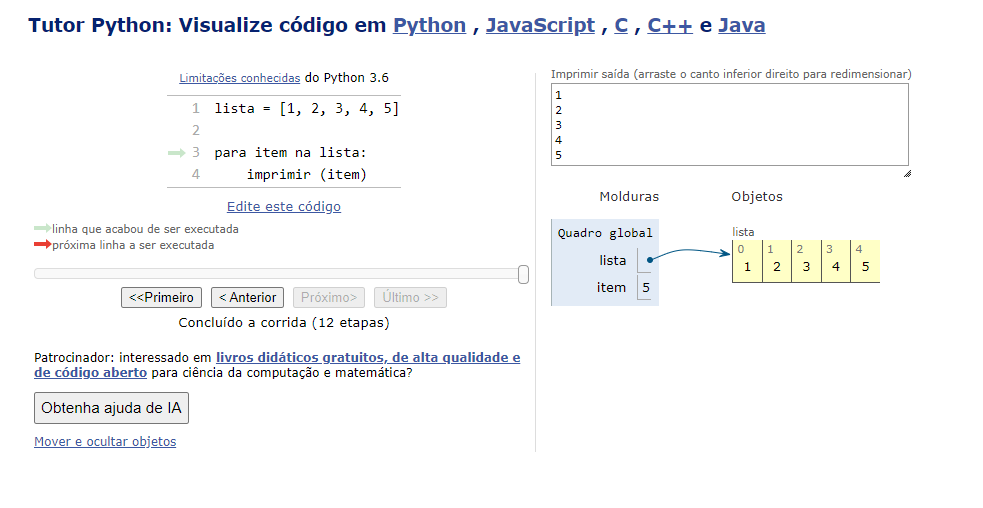 Tutor Python: Visualize código em Python , JavaScript , C , C++ e Java
Limitações conhecidas do Python 3.6
1 lista = [1, 2, 3, 4, 5]
2
3 para item na lista:
4     imprimir (item)
Edite este código
linha que acabou de ser executada
próxima linha a ser executada
<<Primeiro < Anterior Próximo> Último >>
Concluído a corrida (12 etapas)
Patrocinador: interessado em livros didáticos gratuitos, de alta qualidade e
de código aberto para ciência da computação e matemática?
Obtenha ajuda de IA
Mover e ocultar objetos
Imprimir saída (arraste o canto inferior direito para redimensionar)
1
2
3
4
5
Molduras Objetos
Quadro global
lista
item 5
lista
0 1 2 3 4
1 2 3 4 5